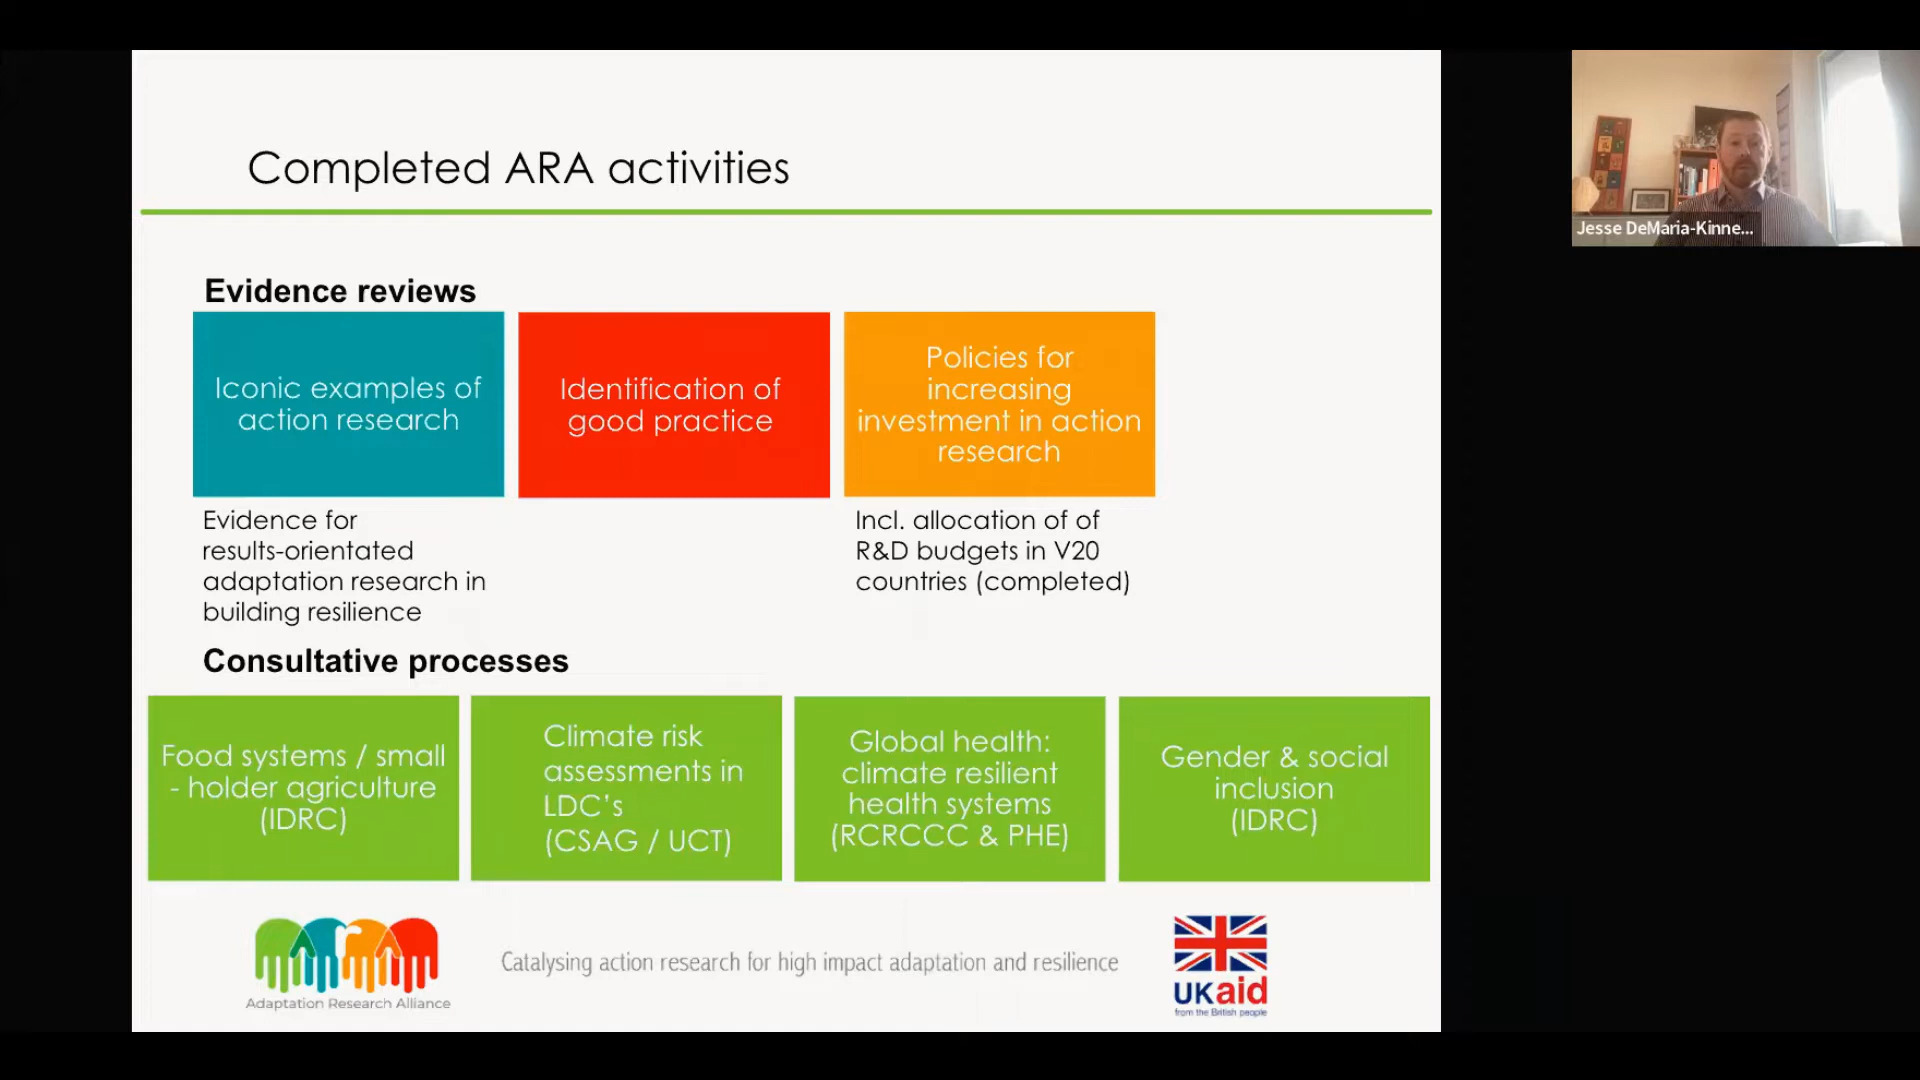 Completed ARA activities
Evidence reviews
Iconic examples of
action research
Identification of
good practice
Policies for
increasing
investment in action
research
Evidence for
results-orientated
adaptation research in
building resilience
Incl. allocation of of
R&D budgets in V20
countries (completed)
Consultative processes
Food systems / small
- holder agriculture
(IDRC)
Climate risk
assessments in
LDC's
(CSAG / UCT)
Global health:
climate resilient
health systems
(RCRCCC & PHE)
Gender & social
inclusion
(IDRC)
Adaptation Research Alliance
Catalysing action research for high impact adaptation and resilience
UKaid
from the British people
Jesse DeMaria-Kinne...